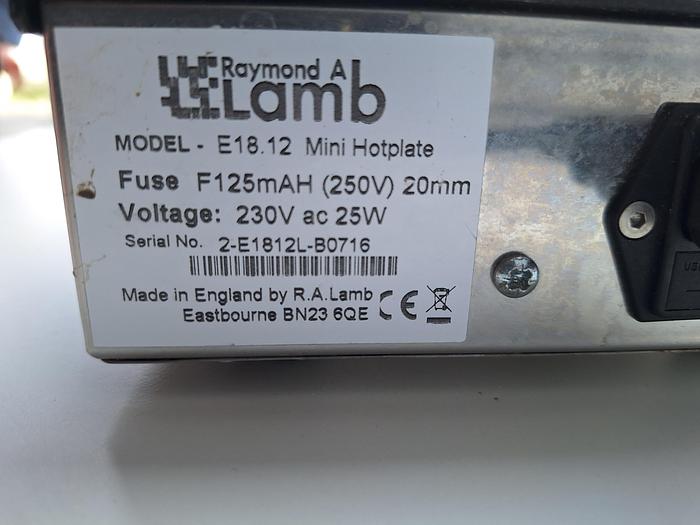 Raymond A
Lamb
MODEL - E18.12 Mini Hotplate
Fuse F125mAH (250V) 20mm
Voltage: 230V ac 25W
Serial No. 2-E1812L-B0716
Made in England by R.A.Lamb CE
Eastbourne BN23 6QE